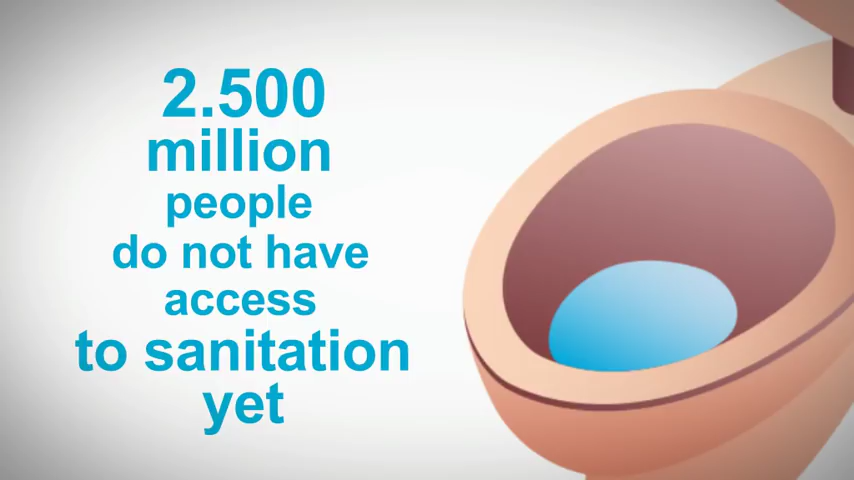 2.500
million
people
do not have
access
to sanitation
yet